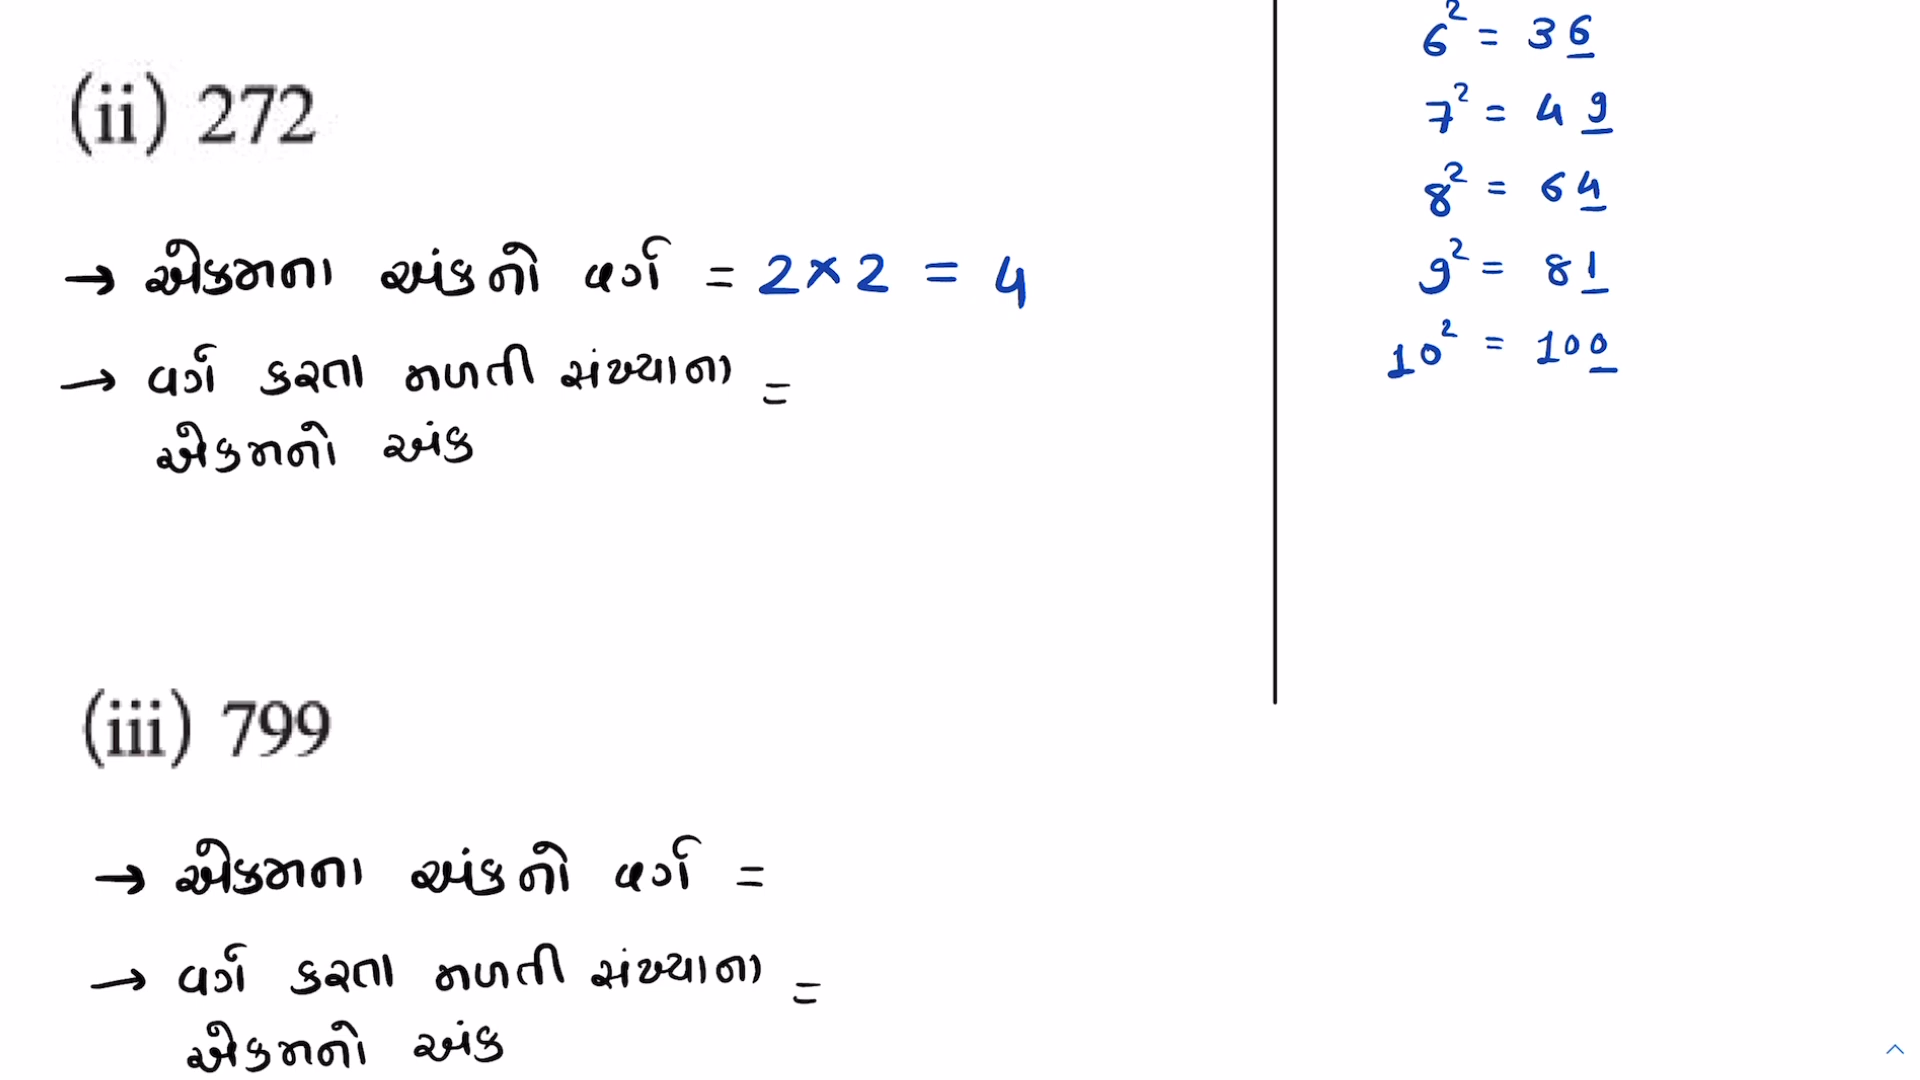 (ii) 272
→ એકમના અંકનો વર્ગ = 2 × 2 = 4
→ વર્ગ કરતા મળતી સંખ્યાના =
એકમનો અંક
(iii) 799
→ એકમના અંકનો વર્ગ =
→ વર્ગ કરતા મળતી સંખ્યાના =
એકમનો અંક
6² = 36
7² = 49
8² = 64
9² = 81
10² = 100